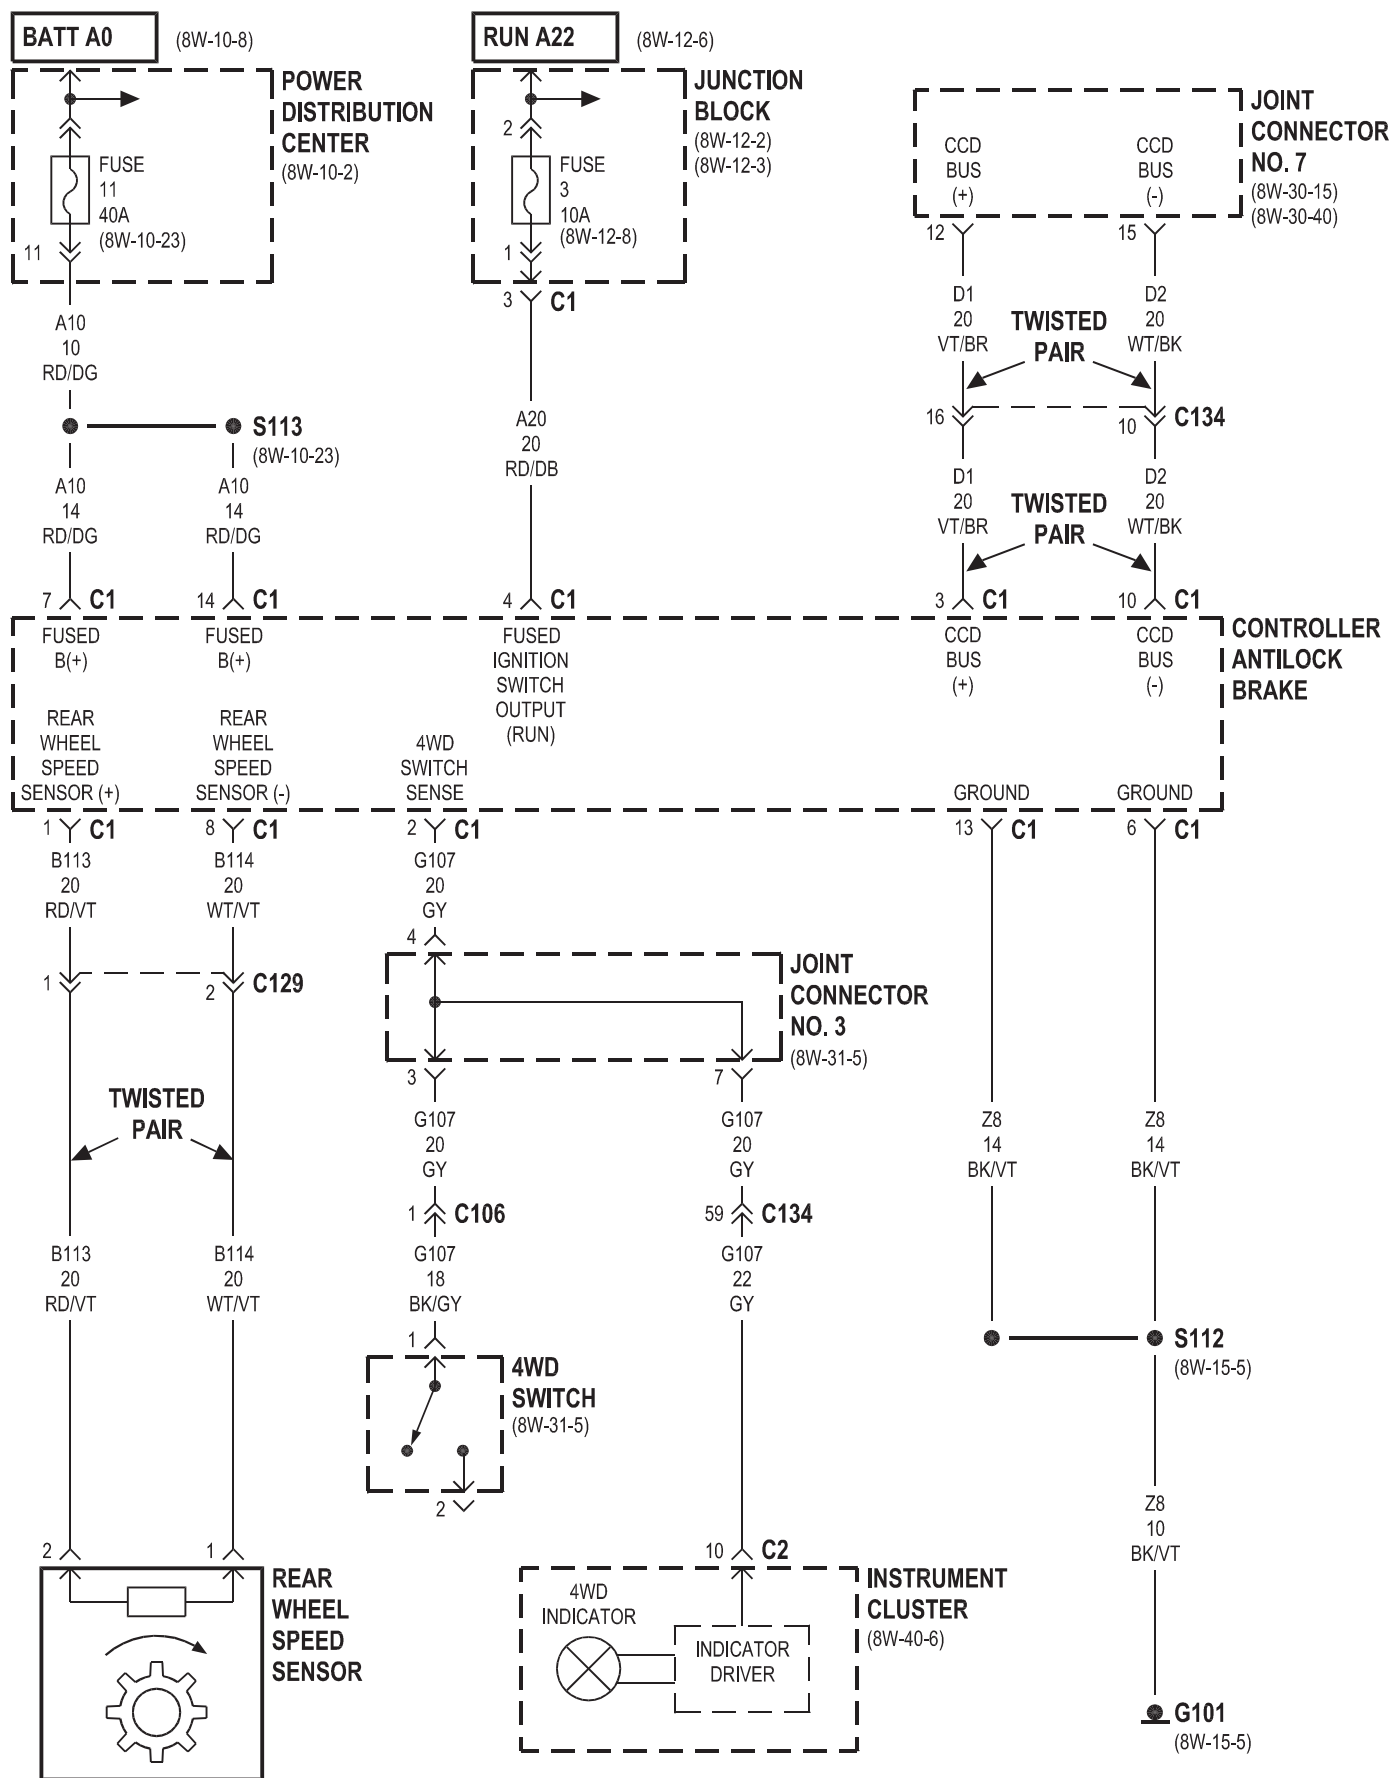 BATT A0
(8W-10-8)
RUN A22
(8W-12-6)
POWER
DISTRIBUTION
CENTER
(8W-10-2)
FUSE
11
40A
(8W-10-23)
11
JUNCTION
BLOCK
(8W-12-2)
(8W-12-3)
2
FUSE
3
10A
(8W-12-8)
1
3
C1
JOINT
CONNECTOR
NO. 7
(8W-30-15)
(8W-30-40)
CCD
BUS
(+)
CCD
BUS
(-)
12
15
A10
10
RD/DG
S113
(8W-10-23)
A10
14
RD/DG
A10
14
RD/DG
A20
20
RD/DB
D1
20
VT/BR
TWISTED
PAIR
D2
20
WT/BK
16
10
C134
D1
20
VT/BR
TWISTED
PAIR
D2
20
WT/BK
7
C1
14
C1
4
C1
3
C1
10
C1
CONTROLLER
ANTILOCK
BRAKE
FUSED
B(+)
FUSED
B(+)
FUSED
IGNITION
SWITCH
OUTPUT
(RUN)
CCD
BUS
(+)
CCD
BUS
(-)
REAR
WHEEL
SPEED
SENSOR (+)
REAR
WHEEL
SPEED
SENSOR (-)
4WD
SWITCH
SENSE
GROUND
GROUND
1
C1
8
C1
2
C1
13
C1
6
C1
B113
20
RD/VT
B114
20
WT/VT
G107
20
GY
4
1
2
C129
JOINT
CONNECTOR
NO. 3
(8W-31-5)
3
7
TWISTED
PAIR
G107
20
GY
G107
20
GY
Z8
14
BK/VT
Z8
14
BK/VT
1
C106
59
C134
B113
20
RD/VT
B114
20
WT/VT
G107
18
BK/GY
G107
22
GY
1
4WD
SWITCH
(8W-31-5)
2
S112
(8W-15-5)
Z8
10
BK/VT
2
1
REAR
WHEEL
SPEED
SENSOR
10
C2
INSTRUMENT
CLUSTER
(8W-40-6)
4WD
INDICATOR
INDICATOR
DRIVER
G101
(8W-15-5)